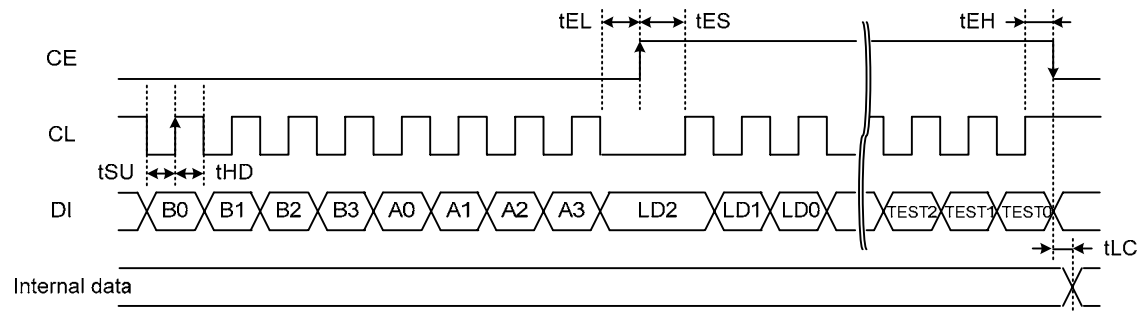 tEL tES tEH
CE
CL
tSU tHD
DI B0 B1 B2 B3 A0 A1 A2 A3 LD2 LD1 LD0 TEST2 TEST1 TEST0
tLC
Internal data